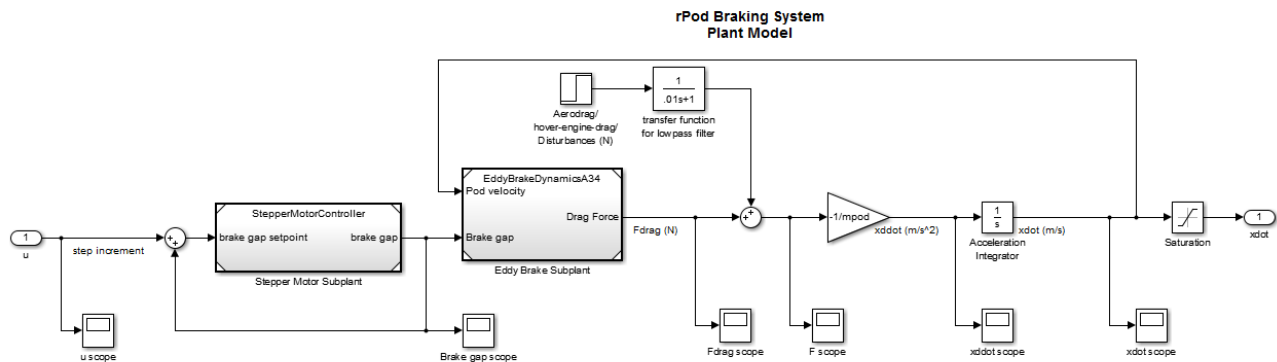 rPod Braking System
Plant Model
1
.01s+1
Aerodrag/
hover-engine-drag/
Disturbances (N)
transfer function
for lowpass filter
EddyBrakeDynamicsA34
Pod velocity
Drag Force
Brake gap
Eddy Brake Subplant
StepperMotorController
brake gap setpoint
brake gap
Stepper Motor Subplant
1
u
step increment
+
+
Fdrag (N)
+
+
-1/mpod
xddot (m/s^2)
1
s
Acceleration
Integrator
xdot (m/s)
Saturation
1
xdot
u scope
Brake gap scope
Fdrag scope
F scope
xddot scope
xdot scope